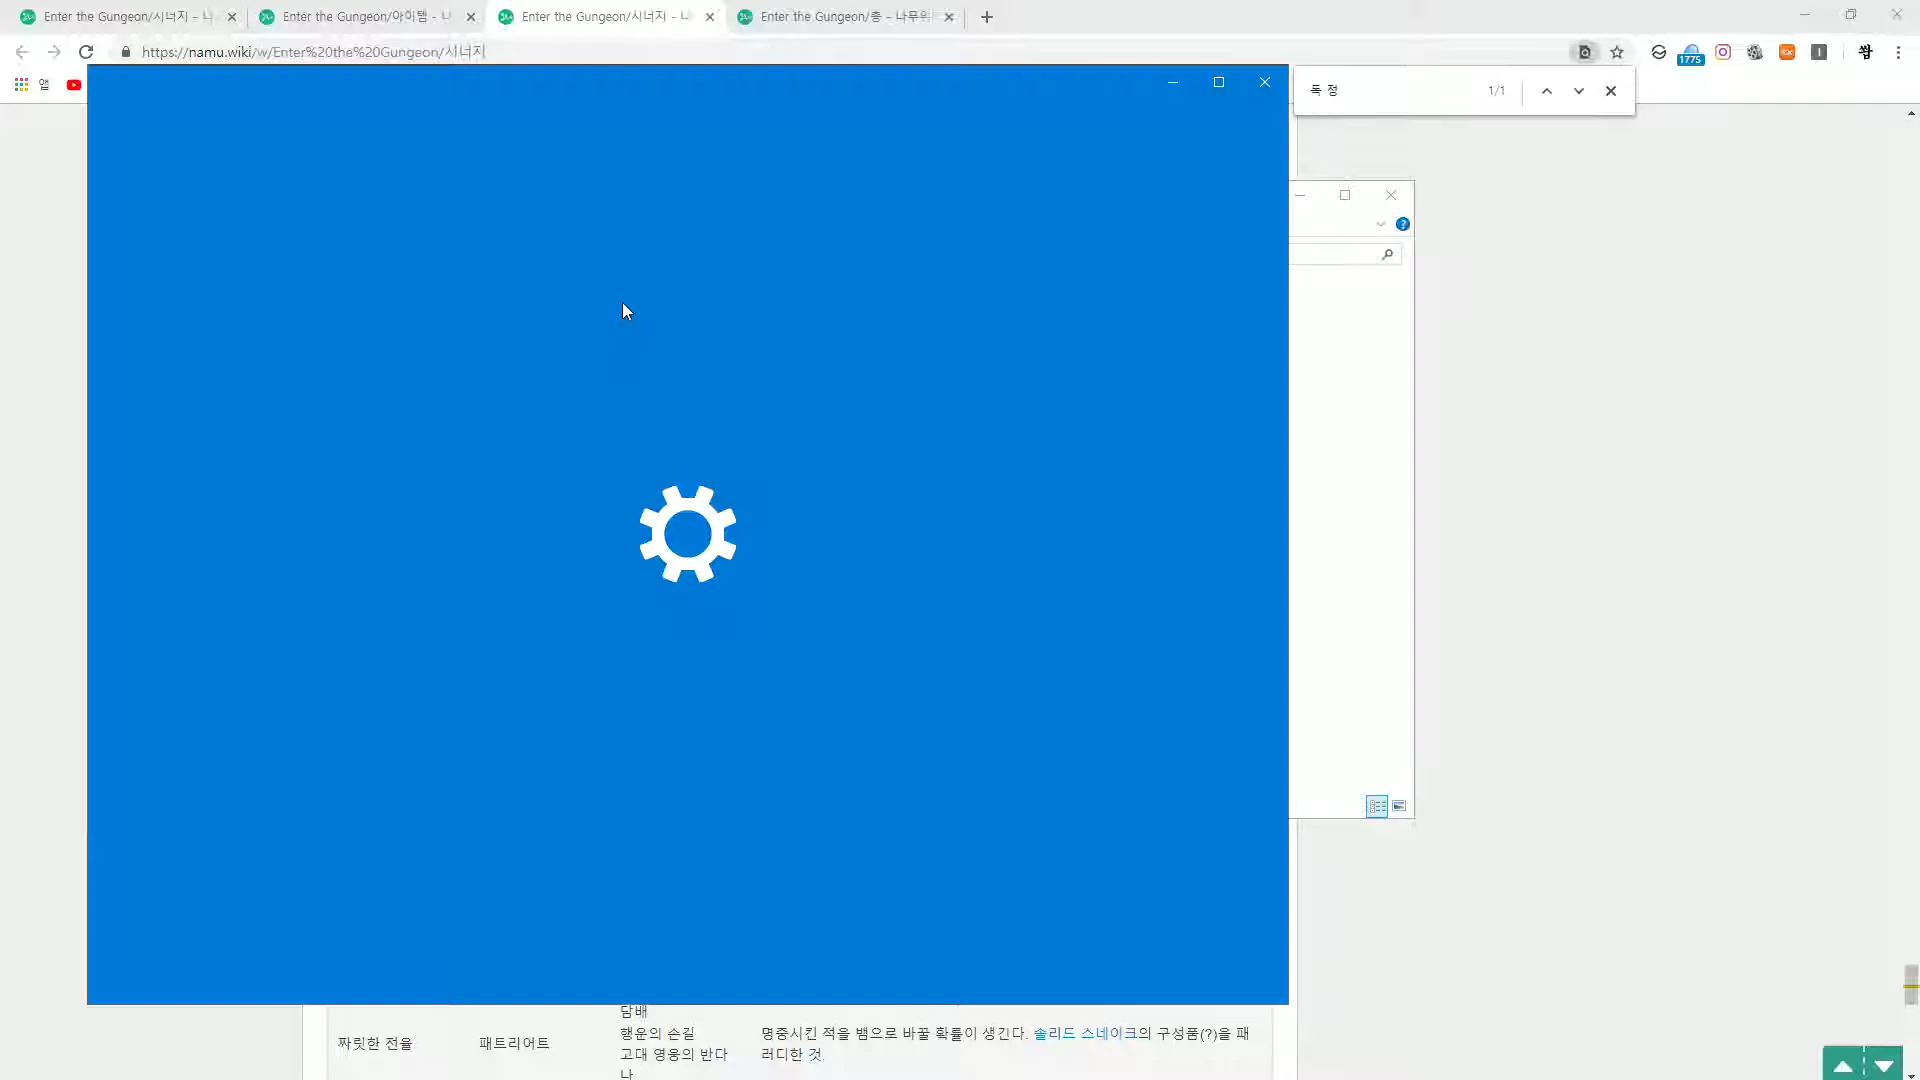 Enter the Gungeon/시너지 - 나
Enter the Gungeon/아이템 - 나
Enter the Gungeon/시너지 - 나
Enter the Gungeon/총 - 나무위
https://namu.wiki/w/Enter%20the%20Gungeon/시너지
1775
쏭
앱
독 정
1/1
담배
짜릿한 전율
패트리어트
행운의 손길
고대 영웅의 반다
나
명중시킨 적을 뱀으로 바꿀 확률이 생긴다. 솔리드 스네이크의 구성품(?)을 패
러디한 것.